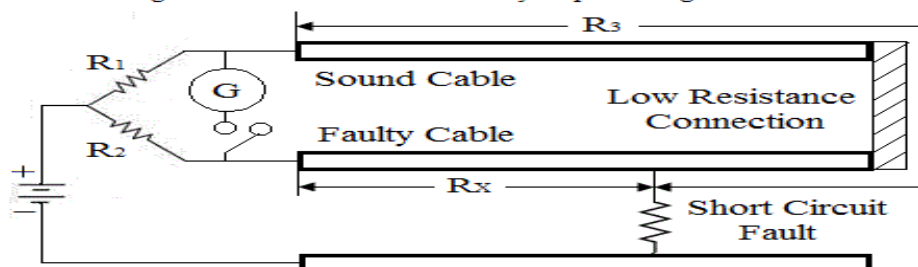 R3
R1
G
Sound Cable
Low Resistance
Connection
R2
Faulty Cable
+
RX
−
Short Circuit
Fault